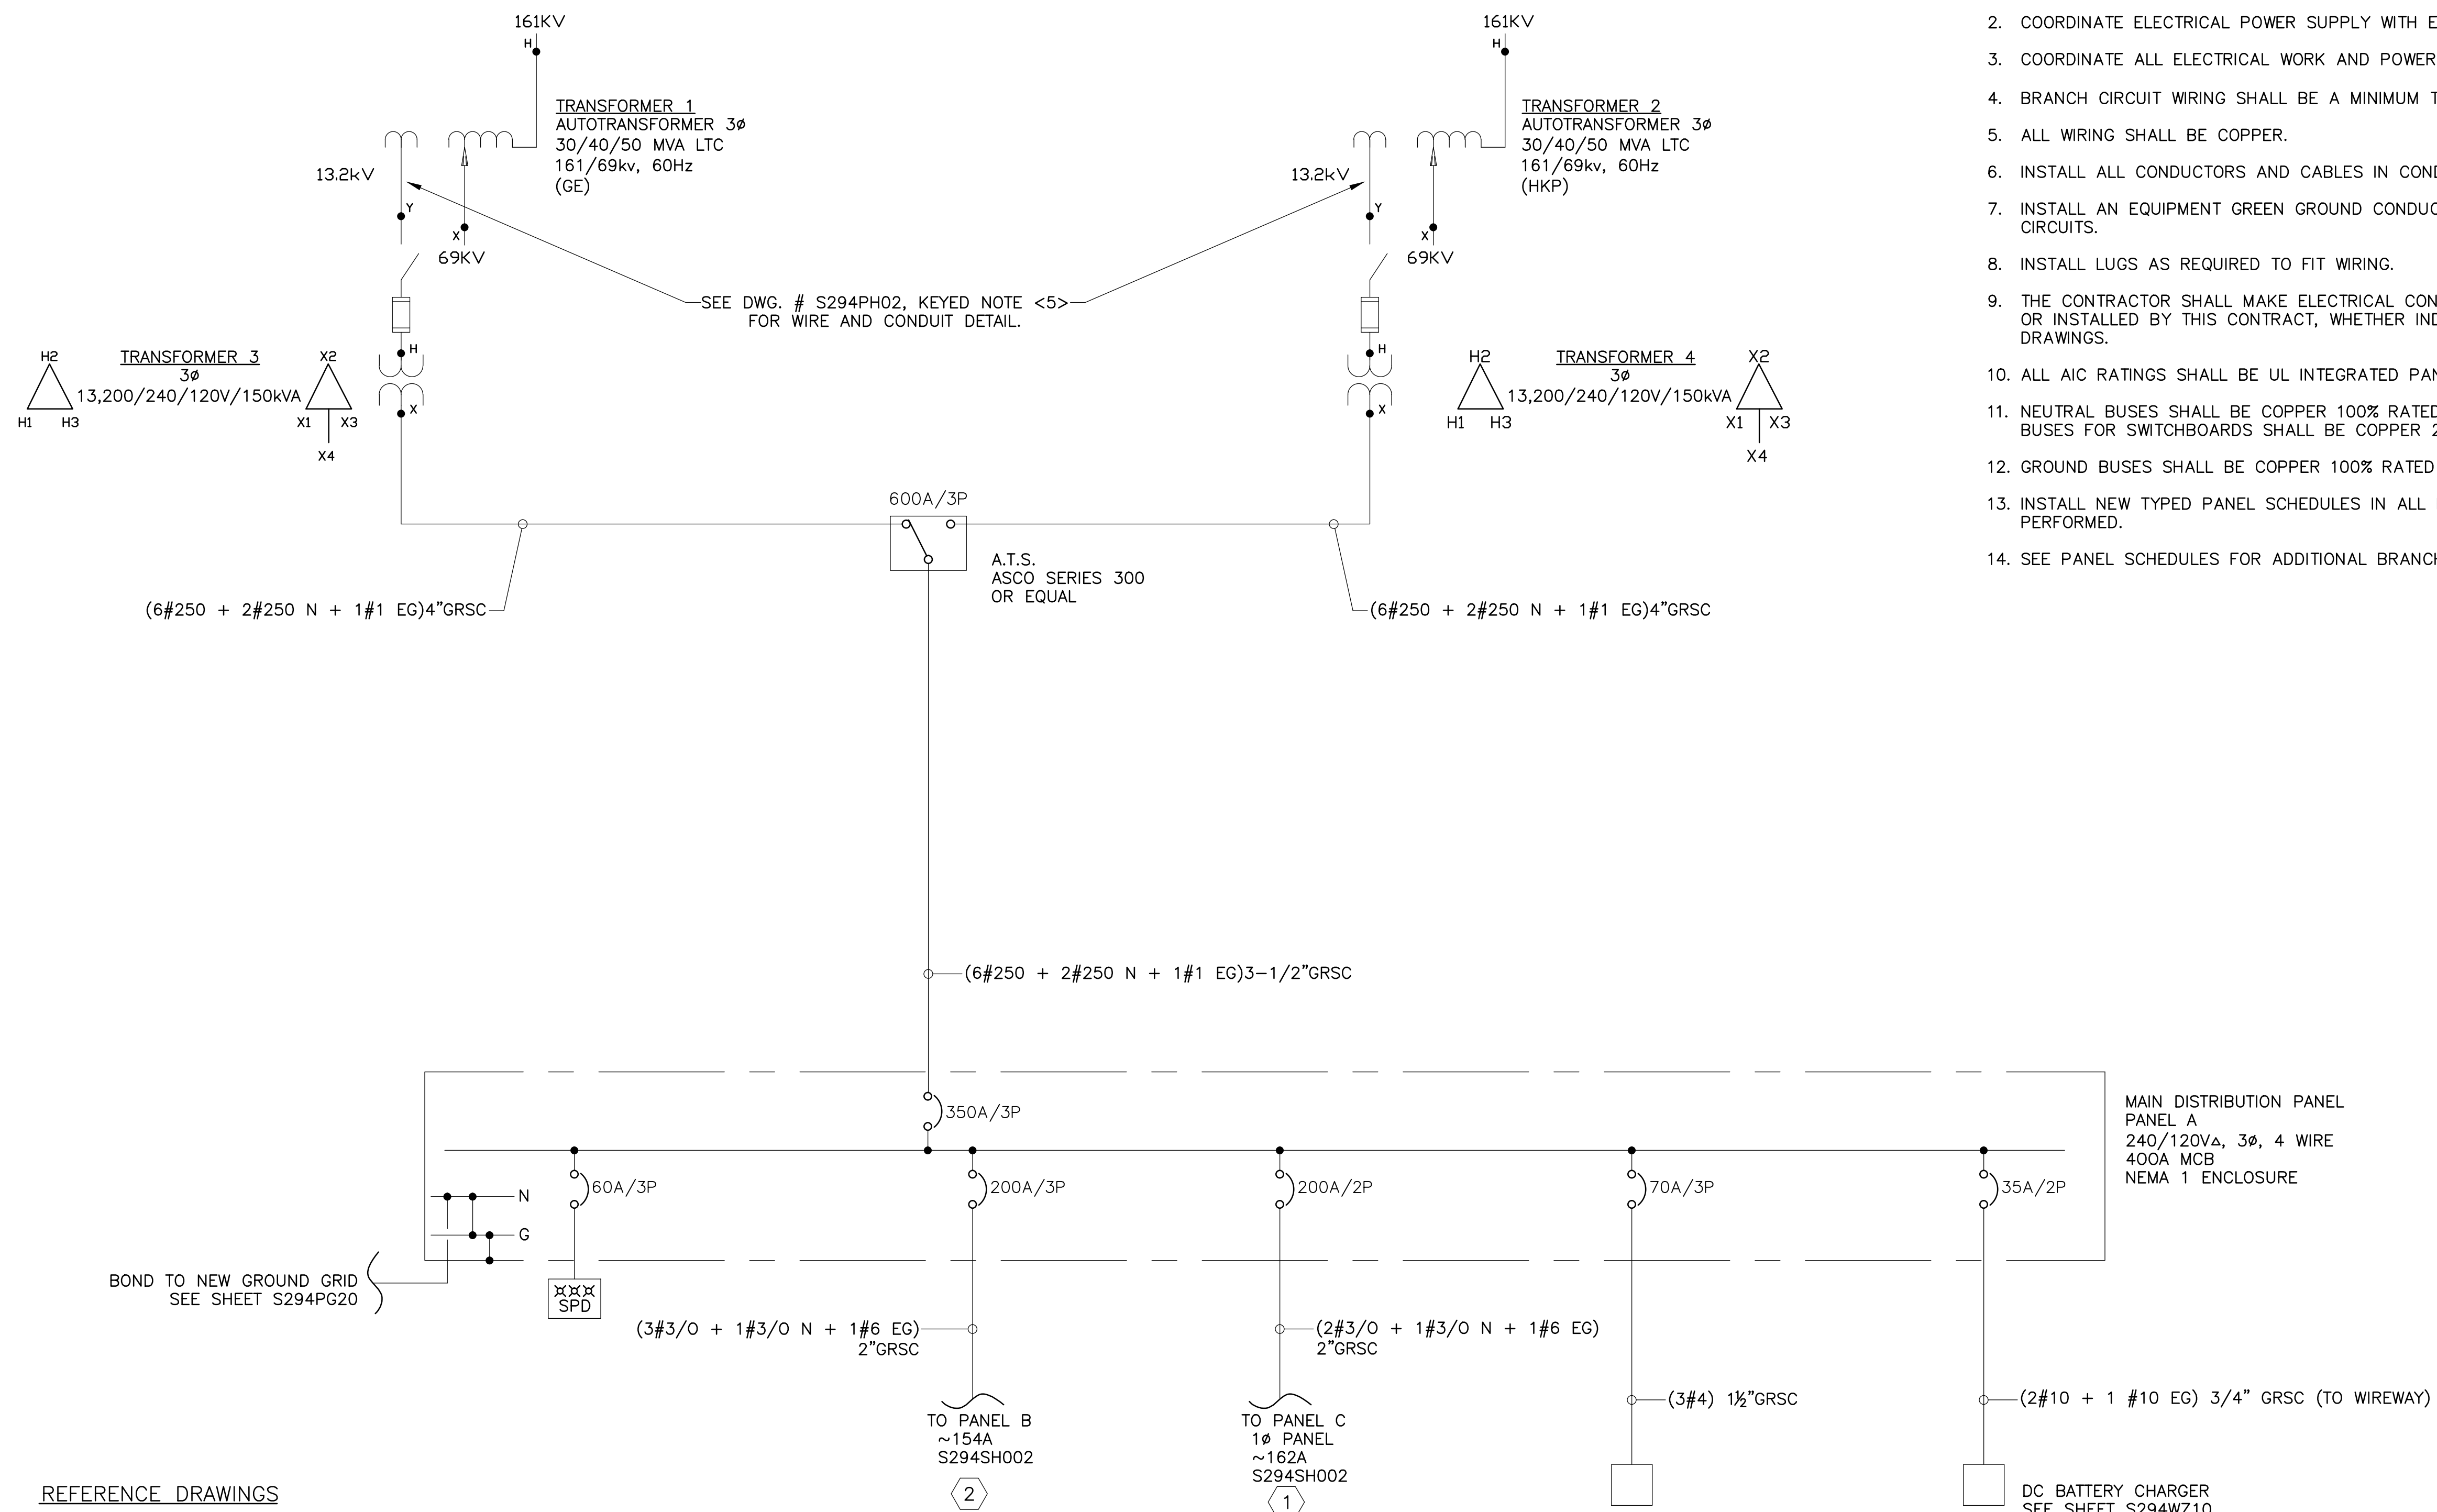 161KV
H
TRANSFORMER 1
AUTOTRANSFORMER 3ø
30/40/50 MVA LTC
161/69kv, 60Hz
(GE)
13.2kV
Y
X
69KV
161KV
H
TRANSFORMER 2
AUTOTRANSFORMER 3ø
30/40/50 MVA LTC
161/69kv, 60Hz
(HKP)
13.2kV
Y
X
69KV
SEE DWG. # S294PH02, KEYED NOTE <5>
FOR WIRE AND CONDUIT DETAIL.
H2
H1 H3
TRANSFORMER 3
3ø
13,200/240/120V/150kVA
X2
X1 X3
X4
H
X
H
X
H2
H1 H3
TRANSFORMER 4
3ø
13,200/240/120V/150kVA
X2
X1 X3
X4
600A/3P
A.T.S.
ASCO SERIES 300
OR EQUAL
(6#250 + 2#250 N + 1#1 EG)4"GRSC
(6#250 + 2#250 N + 1#1 EG)4"GRSC
2. COORDINATE ELECTRICAL POWER SUPPLY WITH
3. COORDINATE ALL ELECTRICAL WORK AND POWER
4. BRANCH CIRCUIT WIRING SHALL BE A MINIMUM
5. ALL WIRING SHALL BE COPPER.
6. INSTALL ALL CONDUCTORS AND CABLES IN
7. INSTALL AN EQUIPMENT GREEN GROUND
CIRCUITS.
8. INSTALL LUGS AS REQUIRED TO FIT WIRING.
9. THE CONTRACTOR SHALL MAKE ELECTRICAL
OR INSTALLED BY THIS CONTRACT, WHETHER
DRAWINGS.
10. ALL AIC RATINGS SHALL BE UL INTEGRATED
11. NEUTRAL BUSES SHALL BE COPPER 100% RATED
BUSES FOR SWITCHBOARDS SHALL BE COPPER
12. GROUND BUSES SHALL BE COPPER 100% RATED
13. INSTALL NEW TYPED PANEL SCHEDULES IN ALL
PERFORMED.
14. SEE PANEL SCHEDULES FOR ADDITIONAL
(6#250 + 2#250 N + 1#1 EG)3-1/2"GRSC
350A/3P
MAIN DISTRIBUTION PANEL
PANEL A
240/120V△, 3ø, 4 WIRE
400A MCB
NEMA 1 ENCLOSURE
N
G
60A/3P
200A/3P
200A/2P
70A/3P
35A/2P
BOND TO NEW GROUND GRID
SEE SHEET S294PG20
SPD
(3#3/0 + 1#3/0 N + 1#6 EG)
2"GRSC
(2#3/0 + 1#3/0 N + 1#6 EG)
2"GRSC
(3#4) 1½"GRSC
(2#10 + 1 #10 EG) 3/4" GRSC (TO WIREWAY)
TO PANEL B
~154A
S294SH002
2
TO PANEL C
1ø PANEL
~162A
S294SH002
1
DC BATTERY CHARGER
SEE SHEET S294WZ10
REFERENCE DRAWINGS